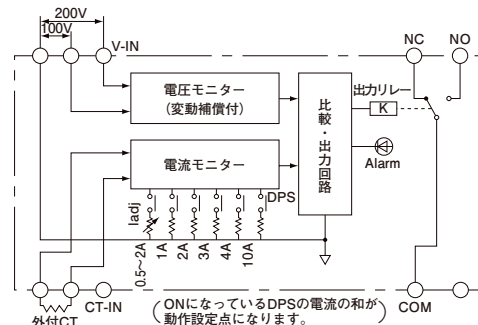 200V
100V
V-IN
NC
NO
電圧モニター
(変動補償付)
比較・出力回路
出力リレー
K
Alarm
電流モニター
DPS
Iadj
0.5〜2A
1A
2A
3A
4A
10A
外付CT
CT-IN
(ONになっているDPSの電流の和が
動作設定点になります。)
COM